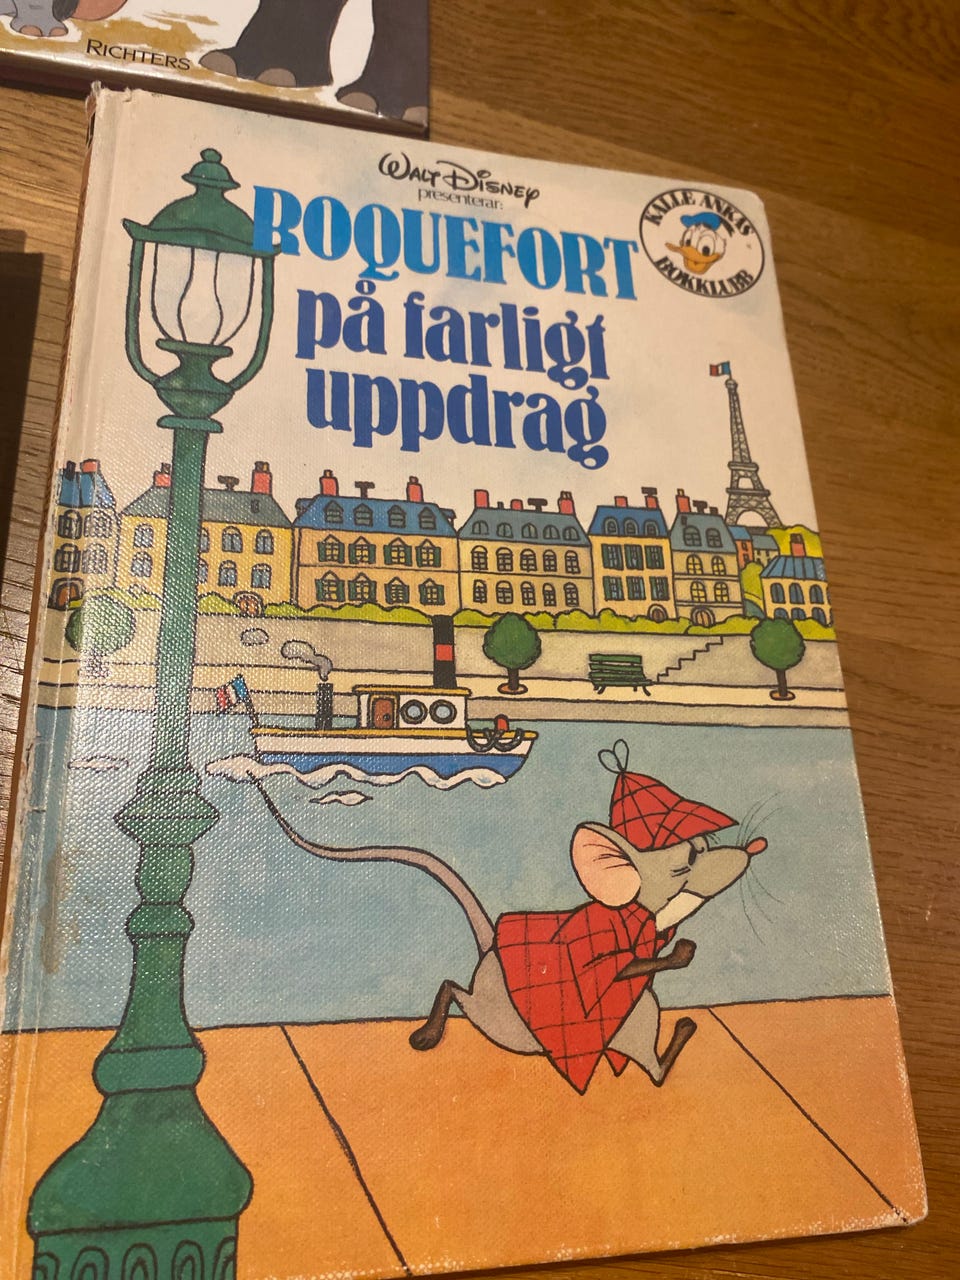 RICHTERS
WALT DISNEY
presenterar:
ROQUEFORT
på farligt
uppdrag
KALLE ANKAS
BOKKLUBB